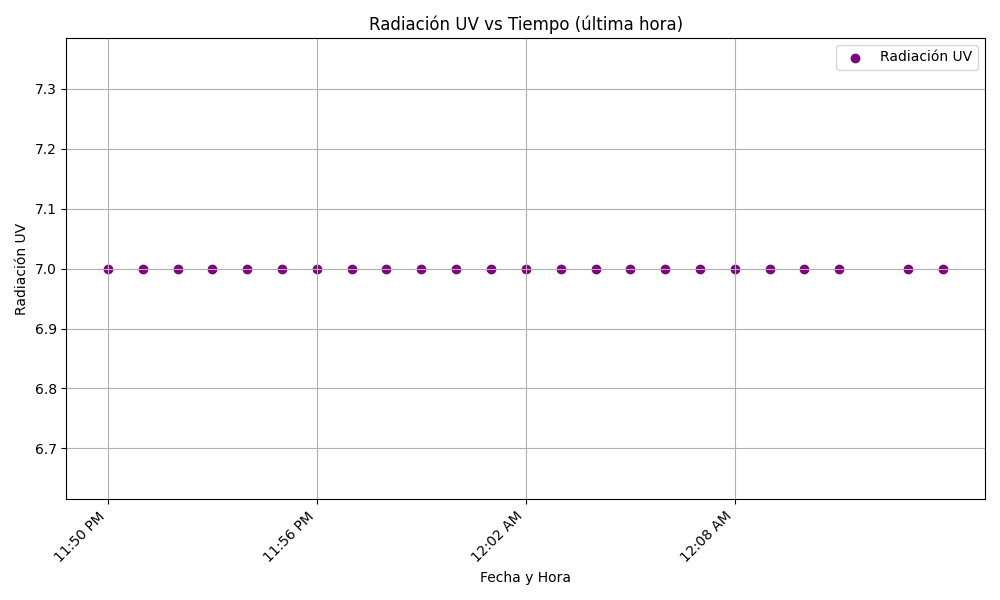 Radiación UV vs Tiempo (última hora)
Radiación UV
7.3
7.2
7.1
7.0
6.9
6.8
6.7
Radiación UV
11:50 PM
11:56 PM
12:02 AM
12:08 AM
Fecha y Hora